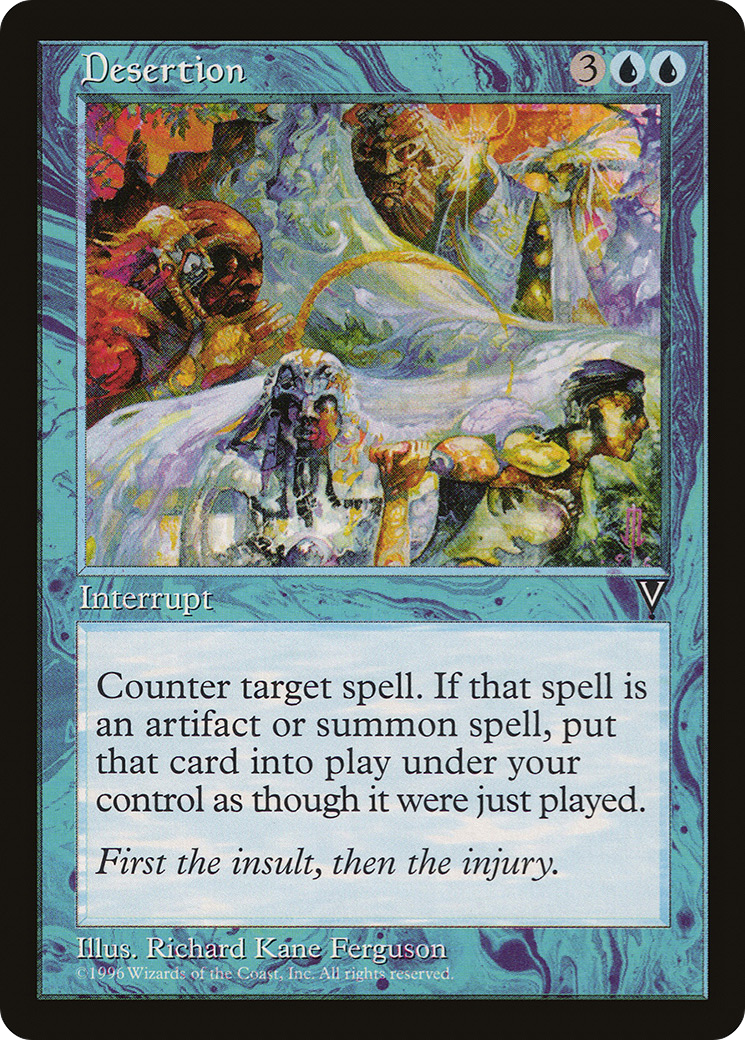 Desertion 3
Interrupt
Counter target spell. If that spell is
an artifact or summon spell, put
that card into play under your
control as though it were just played.
First the insult, then the injury.
Illus. Richard Kane Ferguson
©1996 Wizards of the Coast, Inc. All rights reserved.